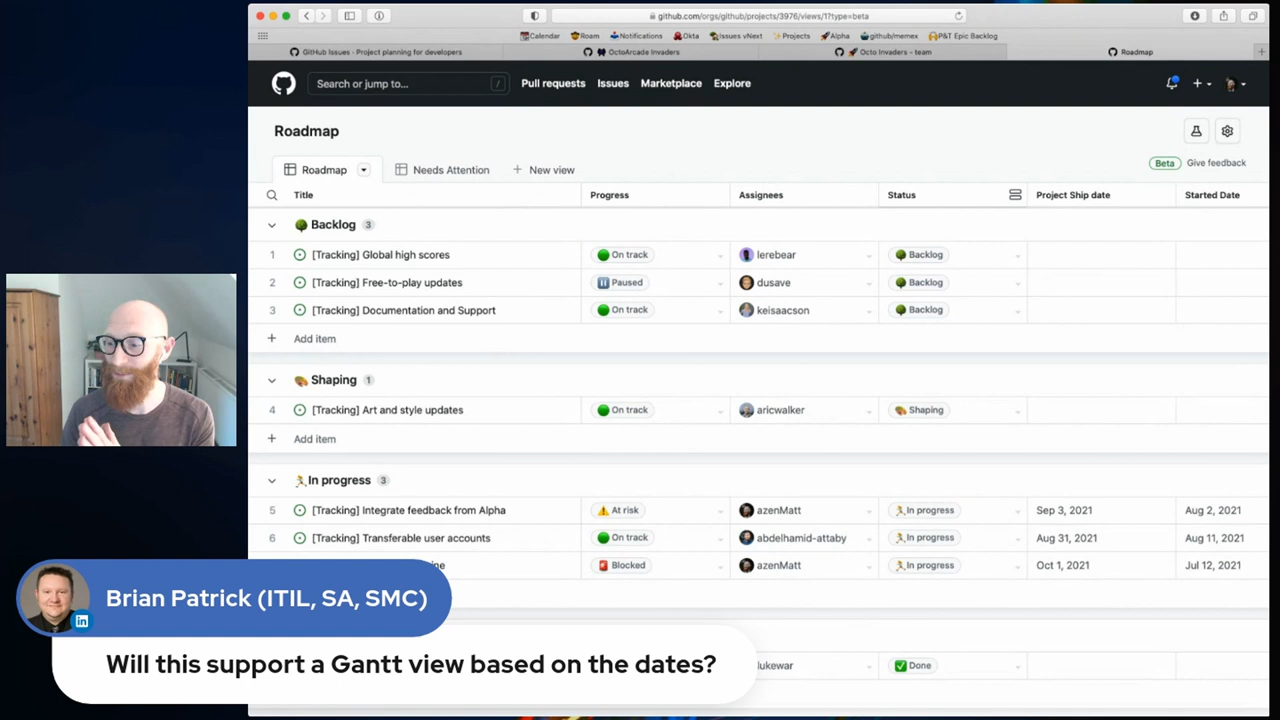 github.com/orgs/github/projects/3976/views/1?type=beta
Calendar Roam Notifications Okta Issues vNext Projects Alpha github/memex P&T Epic Backlog
GitHub Issues · Project planning for developers OctoArcade Invaders Octo Invaders - team Roadmap
Search or jump to... / Pull requests Issues Marketplace Explore
Roadmap
Roadmap Needs Attention + New view Beta Give feedback
Title Progress Assignees Status Project Ship date Started Date
Backlog 3
1 [Tracking] Global high scores On track lerebear Backlog
2 [Tracking] Free-to-play updates Paused dusave Backlog
3 [Tracking] Documentation and Support On track keisaacson Backlog
+ Add item
Shaping 1
4 [Tracking] Art and style updates On track aricwalker Shaping
+ Add item
In progress 3
5 [Tracking] Integrate feedback from Alpha At risk azenMatt In progress Sep 3, 2021 Aug 2, 2021
6 [Tracking] Transferable user accounts On track abdelhamid-attaby In progress Aug 31, 2021 Aug 11, 2021
Blocked azenMatt In progress Oct 1, 2021 Jul 12, 2021
Brian Patrick (ITIL, SA, SMC)
in
Will this support a Gantt view based on the dates?
lukewar Done